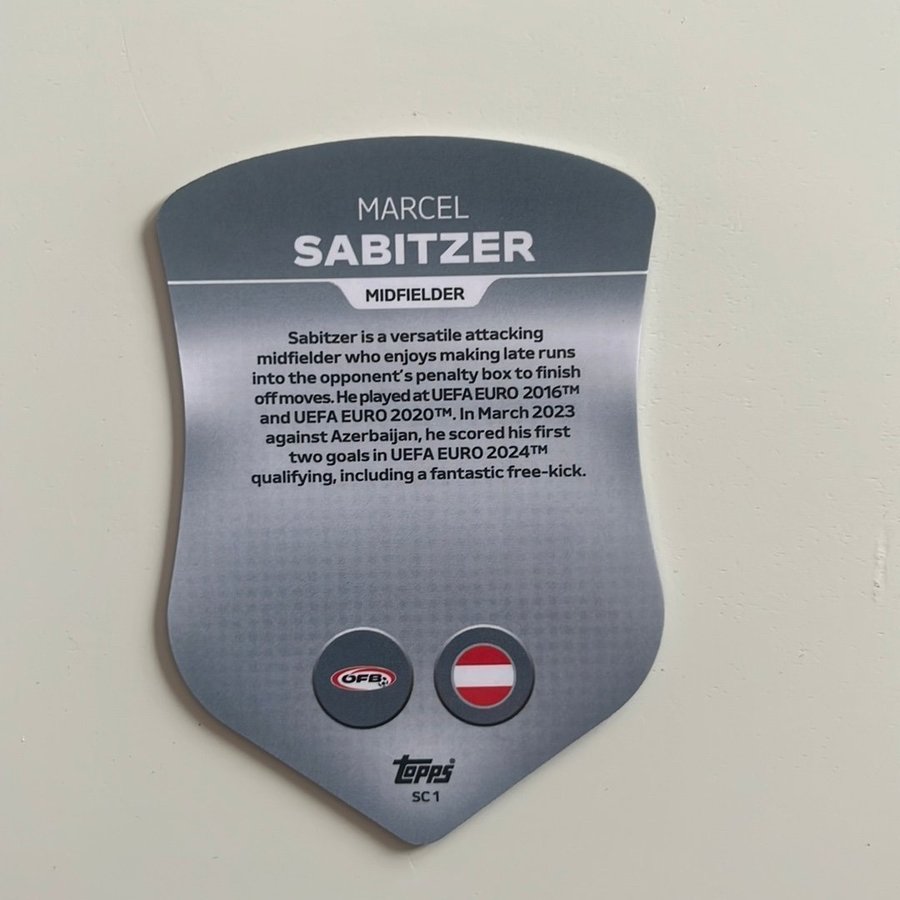 MARCEL
SABITZER
MIDFIELDER
Sabitzer is a versatile attacking
midfielder who enjoys making late runs
into the opponent's penalty box to finish
off moves. He played at UEFA EURO 2016™
and UEFA EURO 2020™. In March 2023
against Azerbaijan, he scored his first
two goals in UEFA EURO 2024™
qualifying, including a fantastic free-kick.
ÖFB
topps®
SC 1